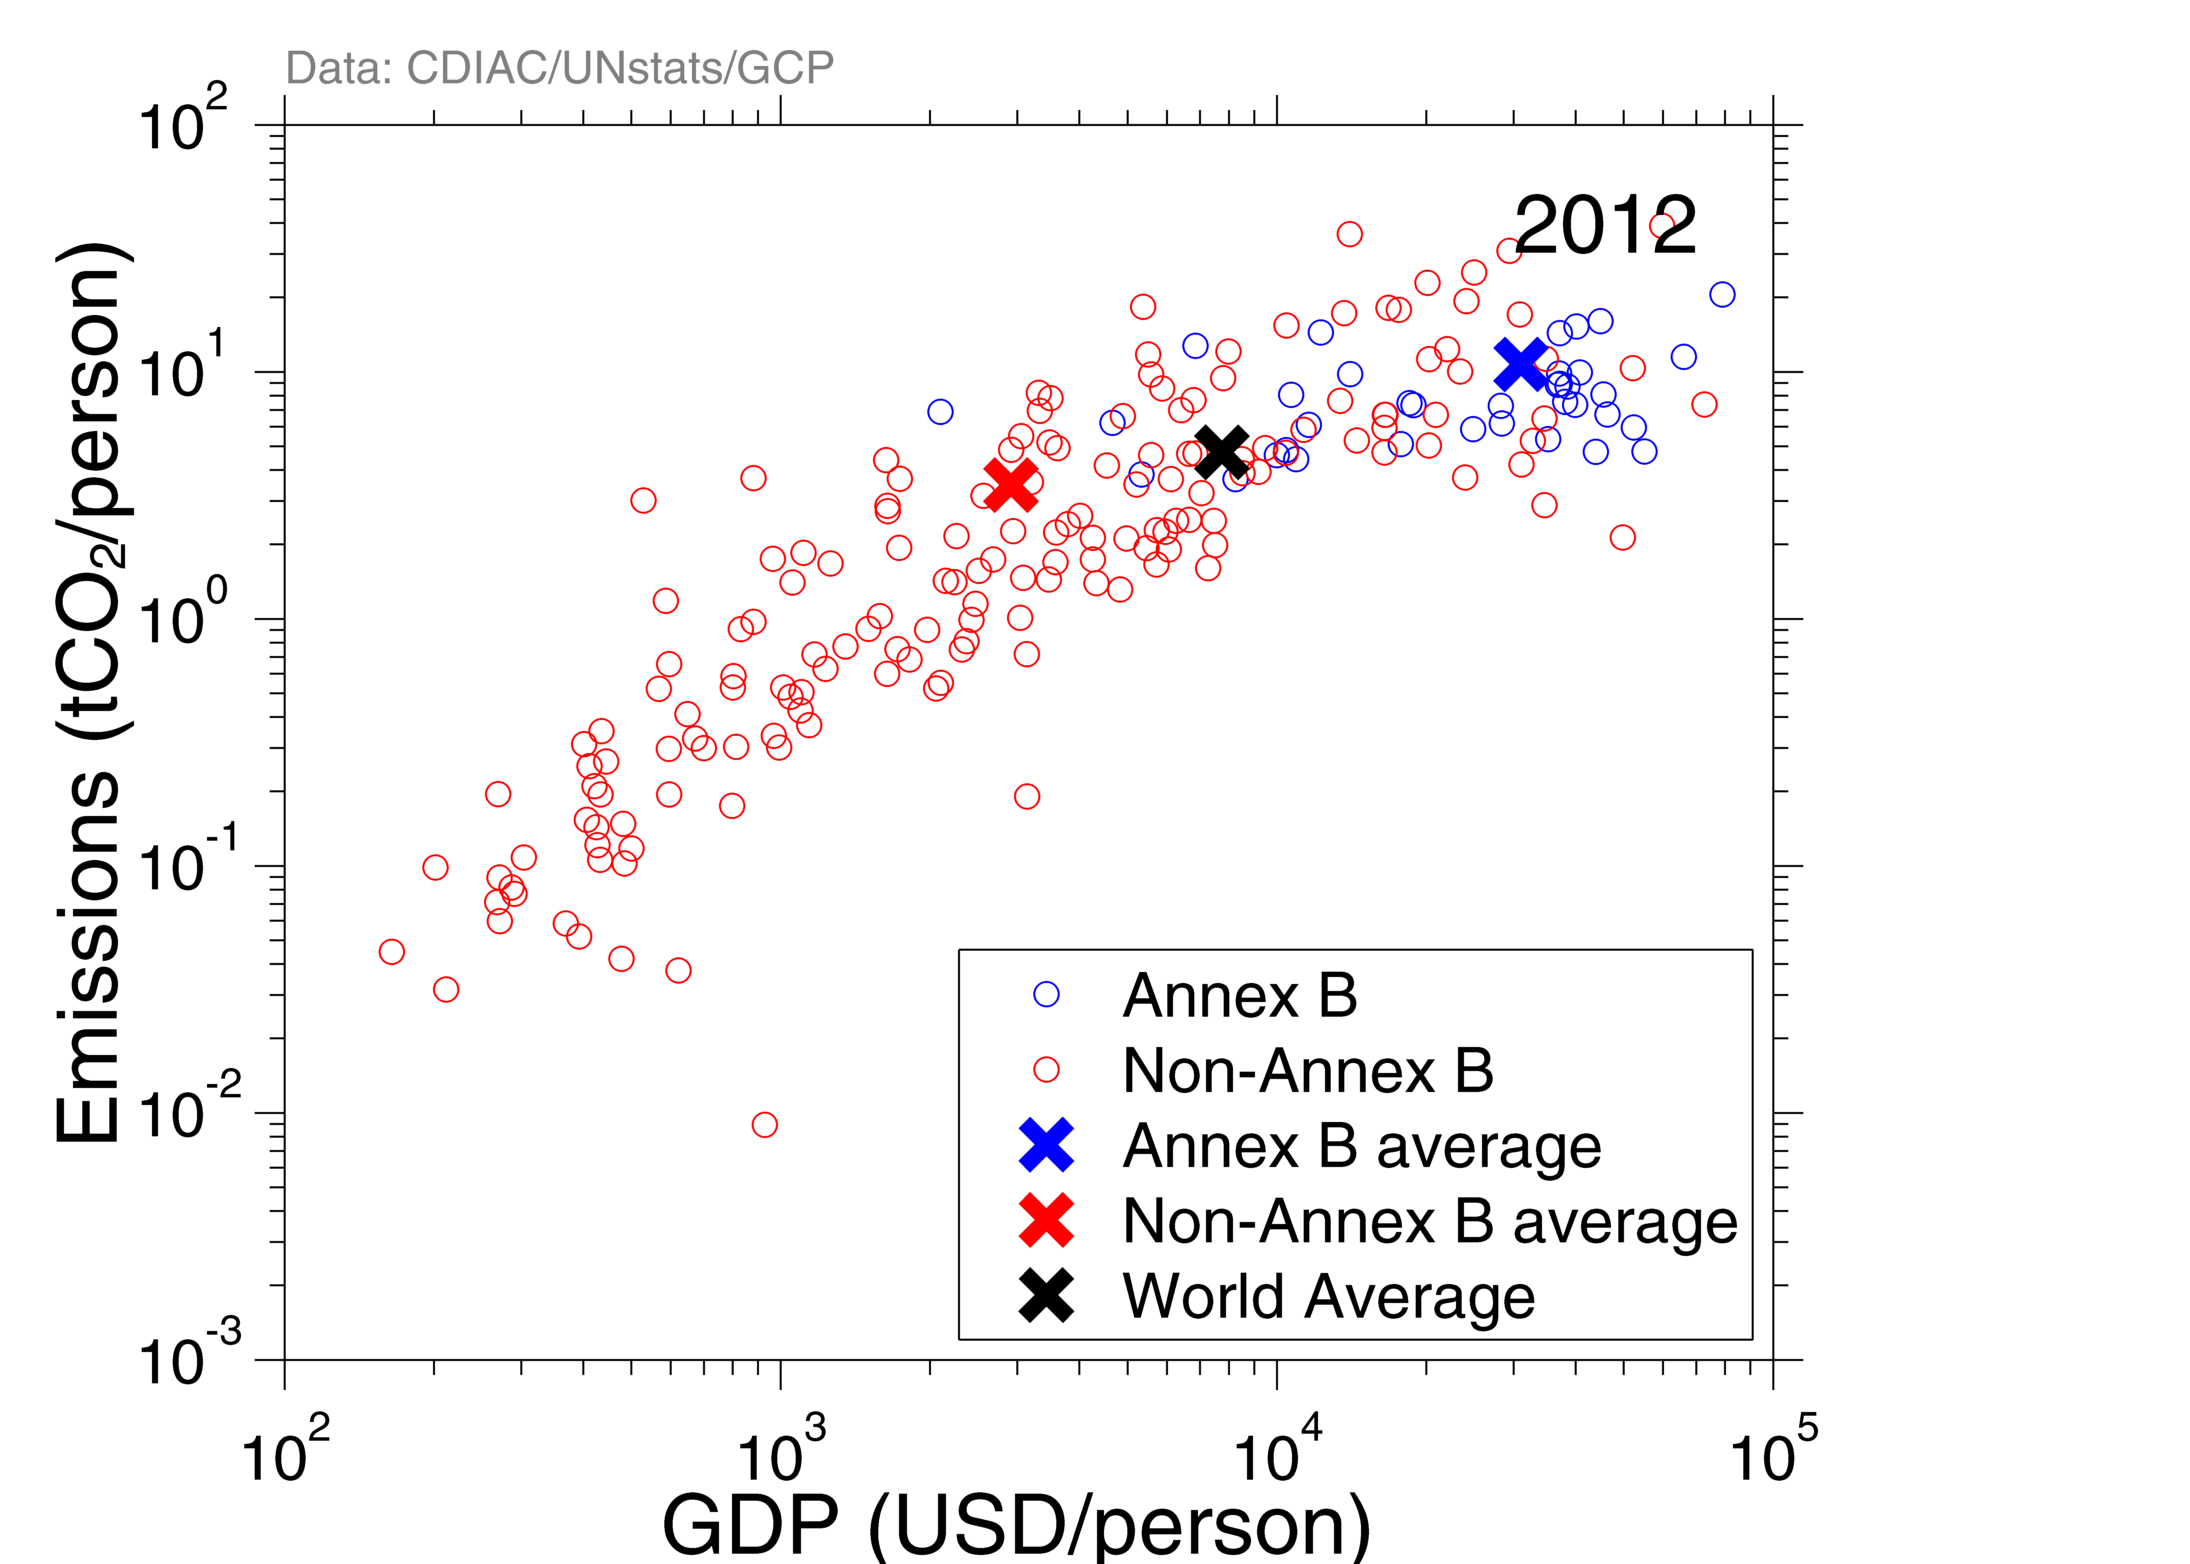 Data: CDIAC/UNstats/GCP
2012
Emissions (tCO₂/person)
10²
10¹
10⁰
10⁻¹
10⁻²
10⁻³
Annex B
Non-Annex B
Annex B average
Non-Annex B average
World Average
10² 10³ 10⁴ 10⁵
GDP (USD/person)